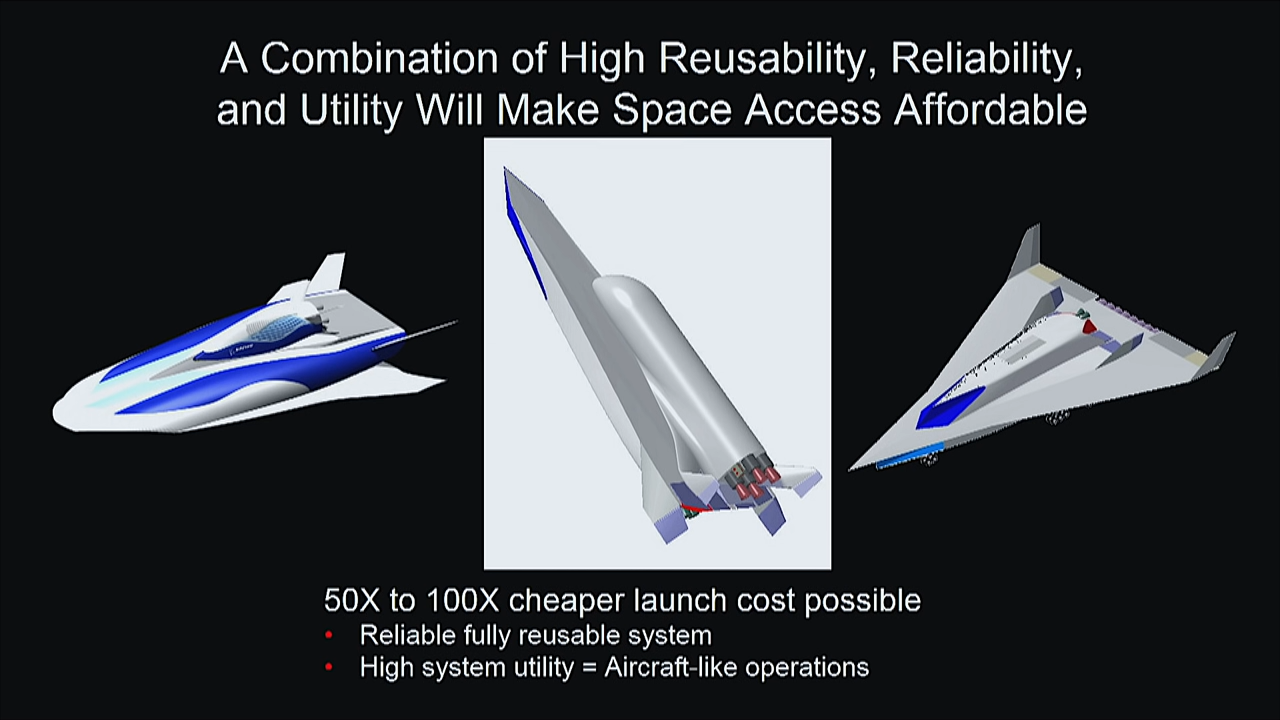 A Combination of High Reusability, Reliability,
and Utility Will Make Space Access Affordable
50X to 100X cheaper launch cost possible
• Reliable fully reusable system
• High system utility = Aircraft-like operations